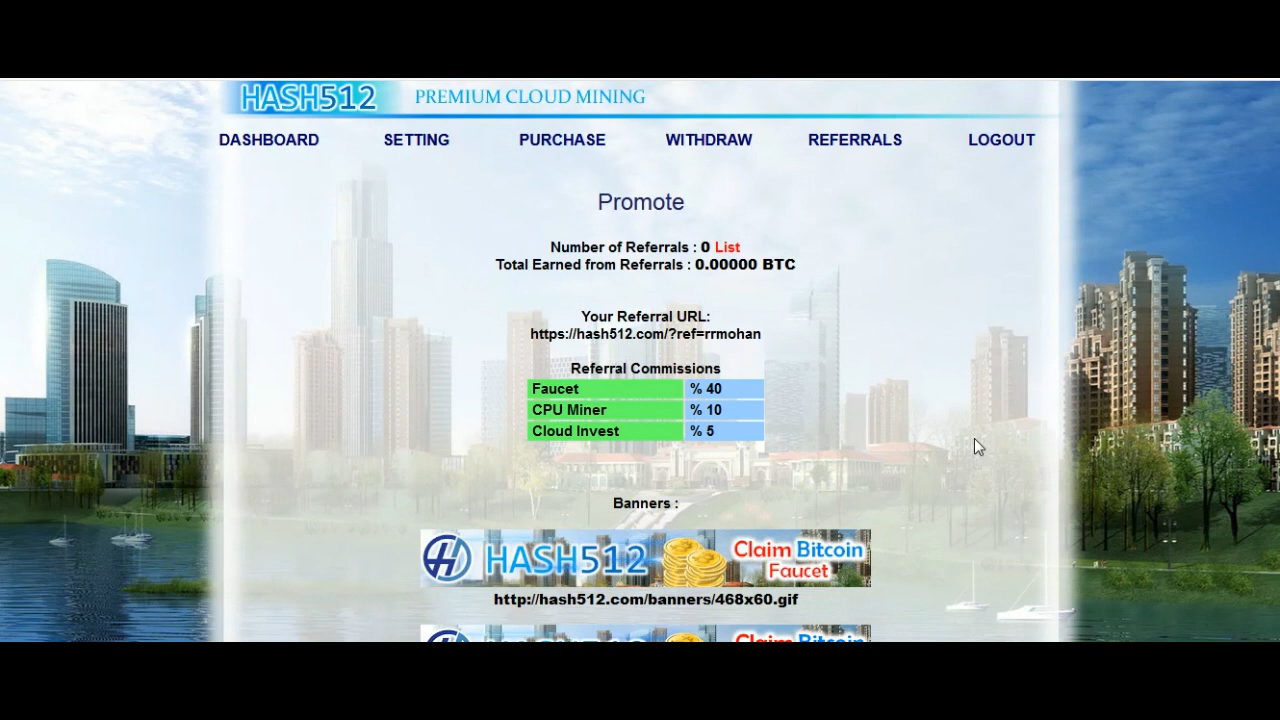 HASH512 PREMIUM CLOUD MINING
DASHBOARD SETTING PURCHASE WITHDRAW REFERRALS LOGOUT
Promote
Number of Referrals : 0 List
Total Earned from Referrals : 0.00000 BTC
Your Referral URL:
https://hash512.com/?ref=rrmohan
Referral Commissions
Faucet % 40
CPU Miner % 10
Cloud Invest % 5
Banners :
HASH512 Claim Bitcoin
Faucet
http://hash512.com/banners/468x60.gif
Claim Bitcoin